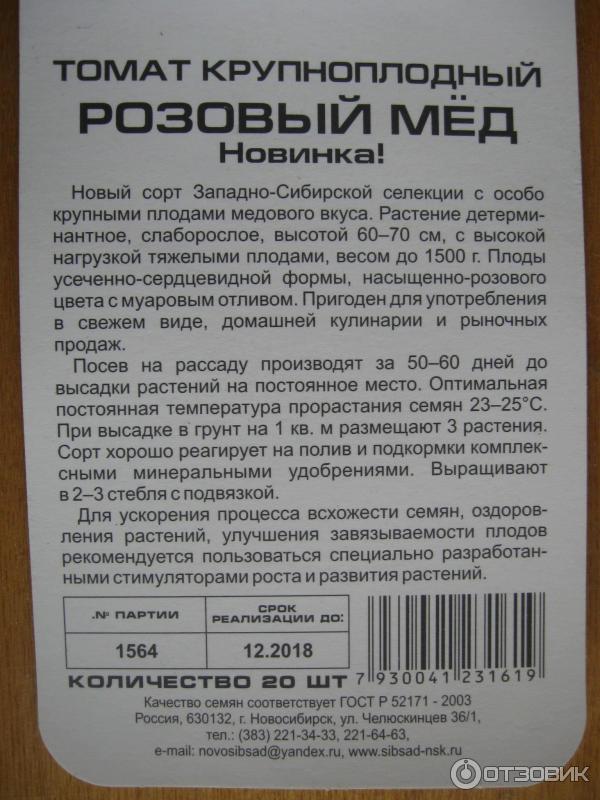 ТОМАТ КРУПНОПЛОДНЫЙ
РОЗОВЫЙ МЁД
Новинка!
Новый сорт Западно-Сибирской селекции с особо
крупными плодами медового вкуса. Растение детерми-
нантное, слаборослое, высотой 60–70 см, с высокой
нагрузкой тяжелыми плодами, весом до 1500 г. Плоды
усеченно-сердцевидной формы, насыщенно-розового
цвета с муаровым отливом. Пригоден для употребления
в свежем виде, домашней кулинарии и рыночных
продаж.
Посев на рассаду производят за 50–60 дней до
высадки растений на постоянное место. Оптимальная
постоянная температура прорастания семян 23–25°С.
При высадке в грунт на 1 кв. м размещают 3 растения.
Сорт хорошо реагирует на полив и подкормки комплек-
сными минеральными удобрениями. Выращивают
в 2–3 стебля с подвязкой.
Для ускорения процесса всхожести семян, оздоров-
ления растений, улучшения завязываемости плодов
рекомендуется пользоваться специально разработан-
ными стимуляторами роста и развития растений.
.№ ПАРТИИ
СРОК РЕАЛИЗАЦИИ ДО:
1564
12.2018
КОЛИЧЕСТВО 20 ШТ
7 930041 231619
Качество семян соответствует ГОСТ Р 52171 - 2003
Россия, 630132, г. Новосибирск, ул. Челюскинцев 36/1,
тел.: (383) 221-34-33, 221-64-63,
e-mail: novosibsad@yandex.ru, www.sibsad-nsk.ru
ОТЗОВИК